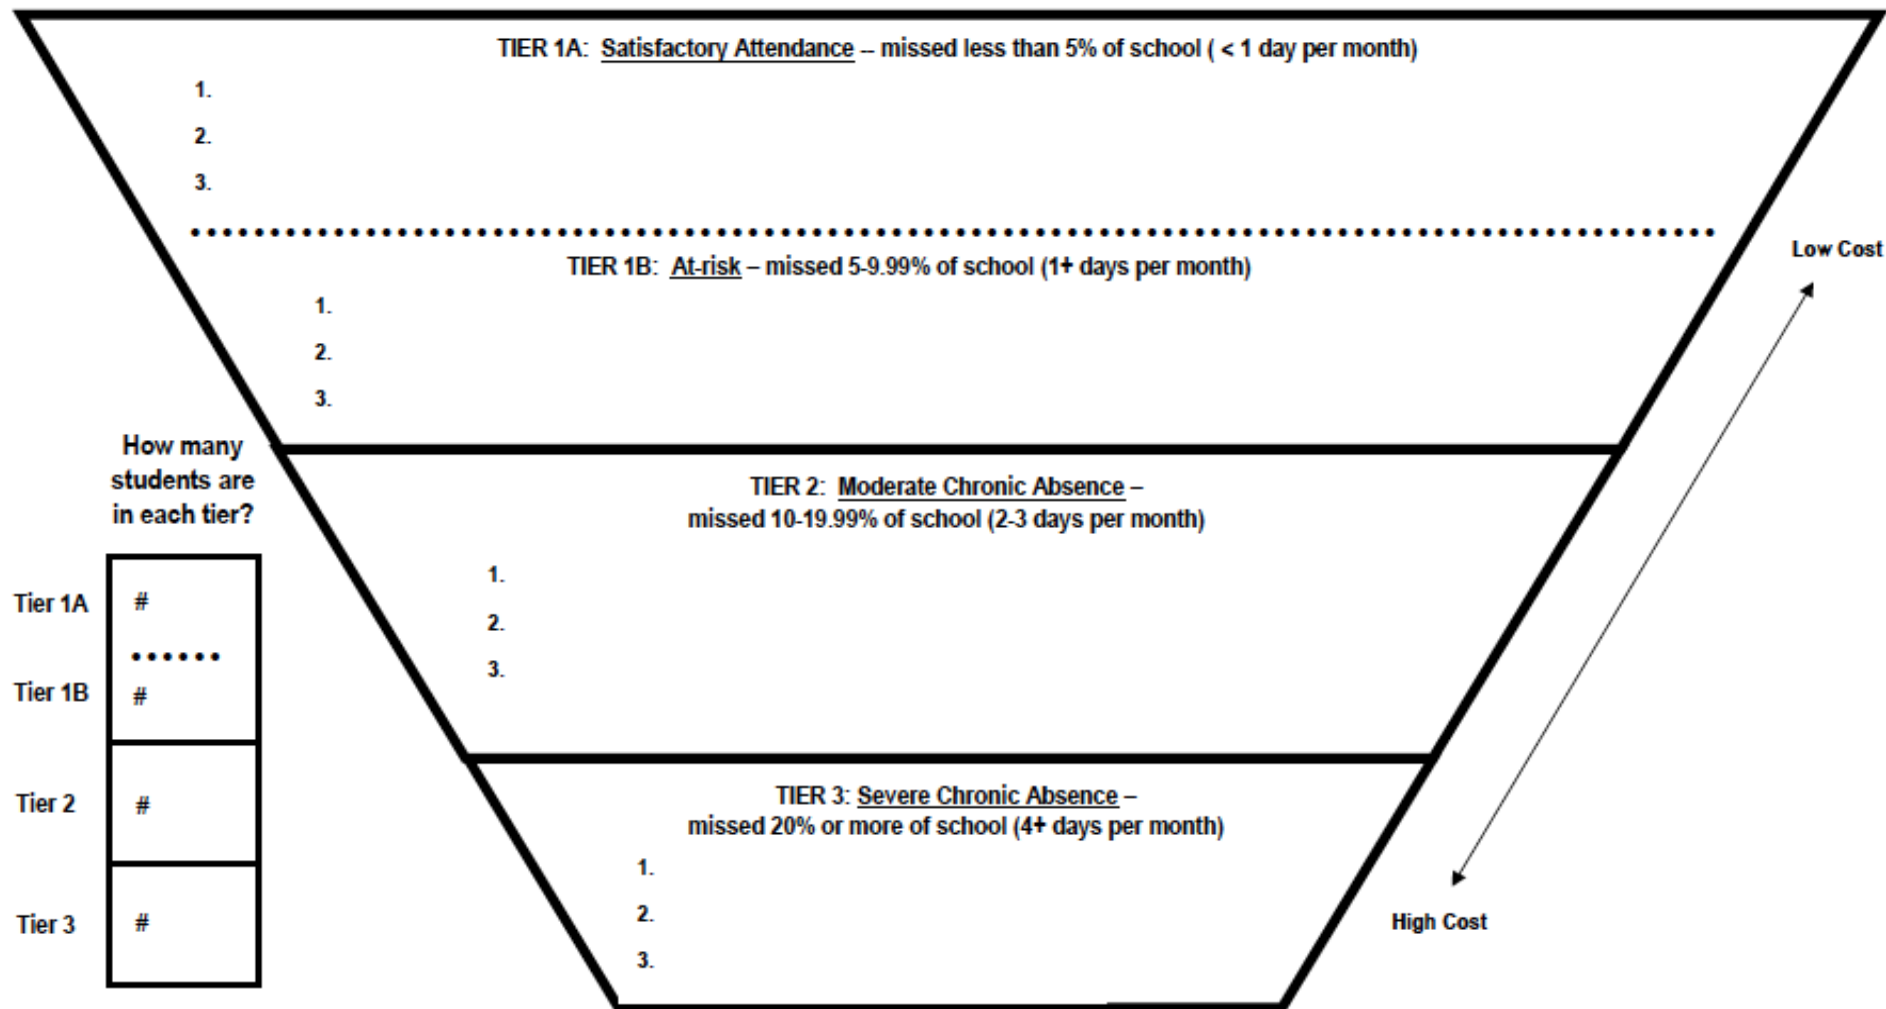 TIER 1A: Satisfactory Attendance -- missed less than 5% of school ( < 1 day per month)
1.
2.
3.
TIER 1B: At-risk – missed 5-9.99% of school (1+ days per month)
1.
2.
3.
Low Cost
How many
students are
in each tier?
TIER 2: Moderate Chronic Absence –
missed 10-19.99% of school (2-3 days per month)
1.
2.
3.
Tier 1A #
Tier 1B #
Tier 2 #
Tier 3 #
TIER 3: Severe Chronic Absence –
missed 20% or more of school (4+ days per month)
1.
2.
3.
High Cost